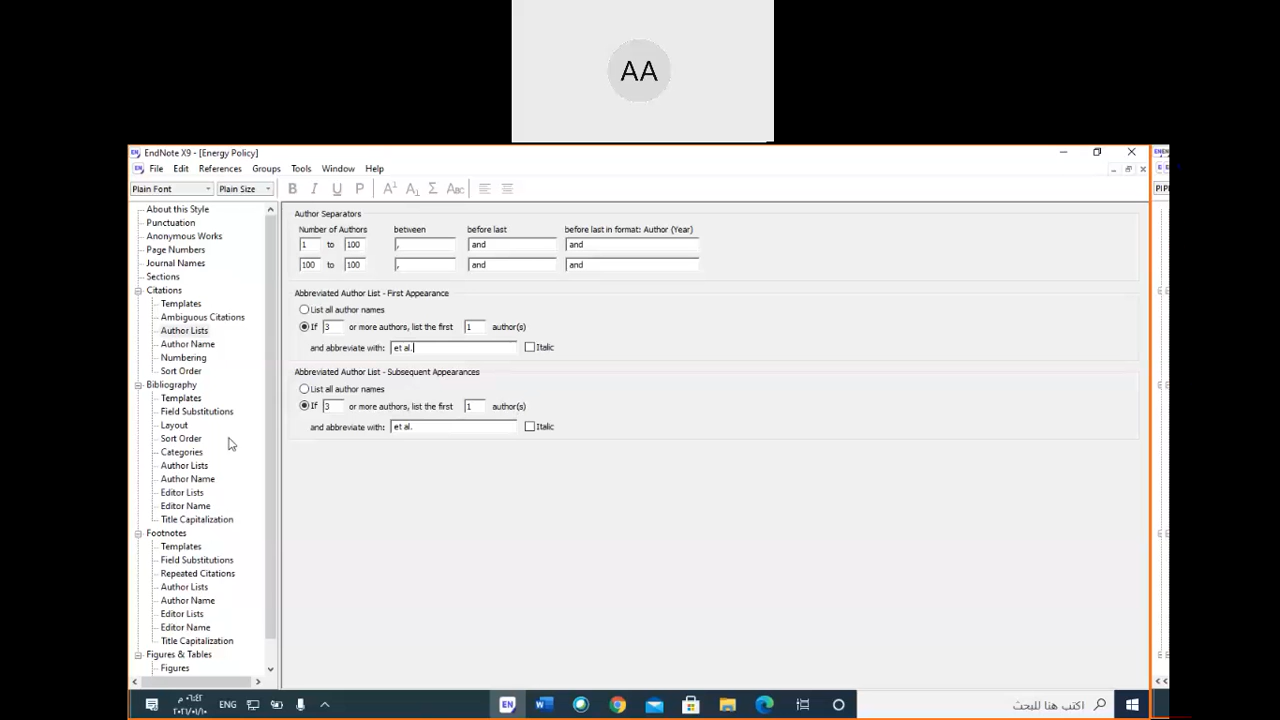 AA
EndNote X9 - [Energy Policy]
File Edit References Groups Tools Window Help
Plain Font Plain Size B I U P A¹ A₁ Σ Abc
About this Style
Punctuation
Anonymous Works
Page Numbers
Journal Names
Sections
Citations
Templates
Ambiguous Citations
Author Lists
Author Name
Numbering
Sort Order
Bibliography
Templates
Field Substitutions
Layout
Sort Order
Categories
Author Lists
Author Name
Editor Lists
Editor Name
Title Capitalization
Footnotes
Templates
Field Substitutions
Repeated Citations
Author Lists
Author Name
Editor Lists
Editor Name
Title Capitalization
Figures & Tables
Figures
Author Separators
Number of Authors between before last before last in format: Author (Year)
1 to 100 , and and
100 to 100 , and and
Abbreviated Author List - First Appearance
List all author names
If 3 or more authors, list the first 1 author(s)
and abbreviate with: et al. Italic
Abbreviated Author List - Subsequent Appearances
List all author names
If 3 or more authors, list the first 1 author(s)
and abbreviate with: et al. Italic
ENG
EN
اكتب هنا للبحث